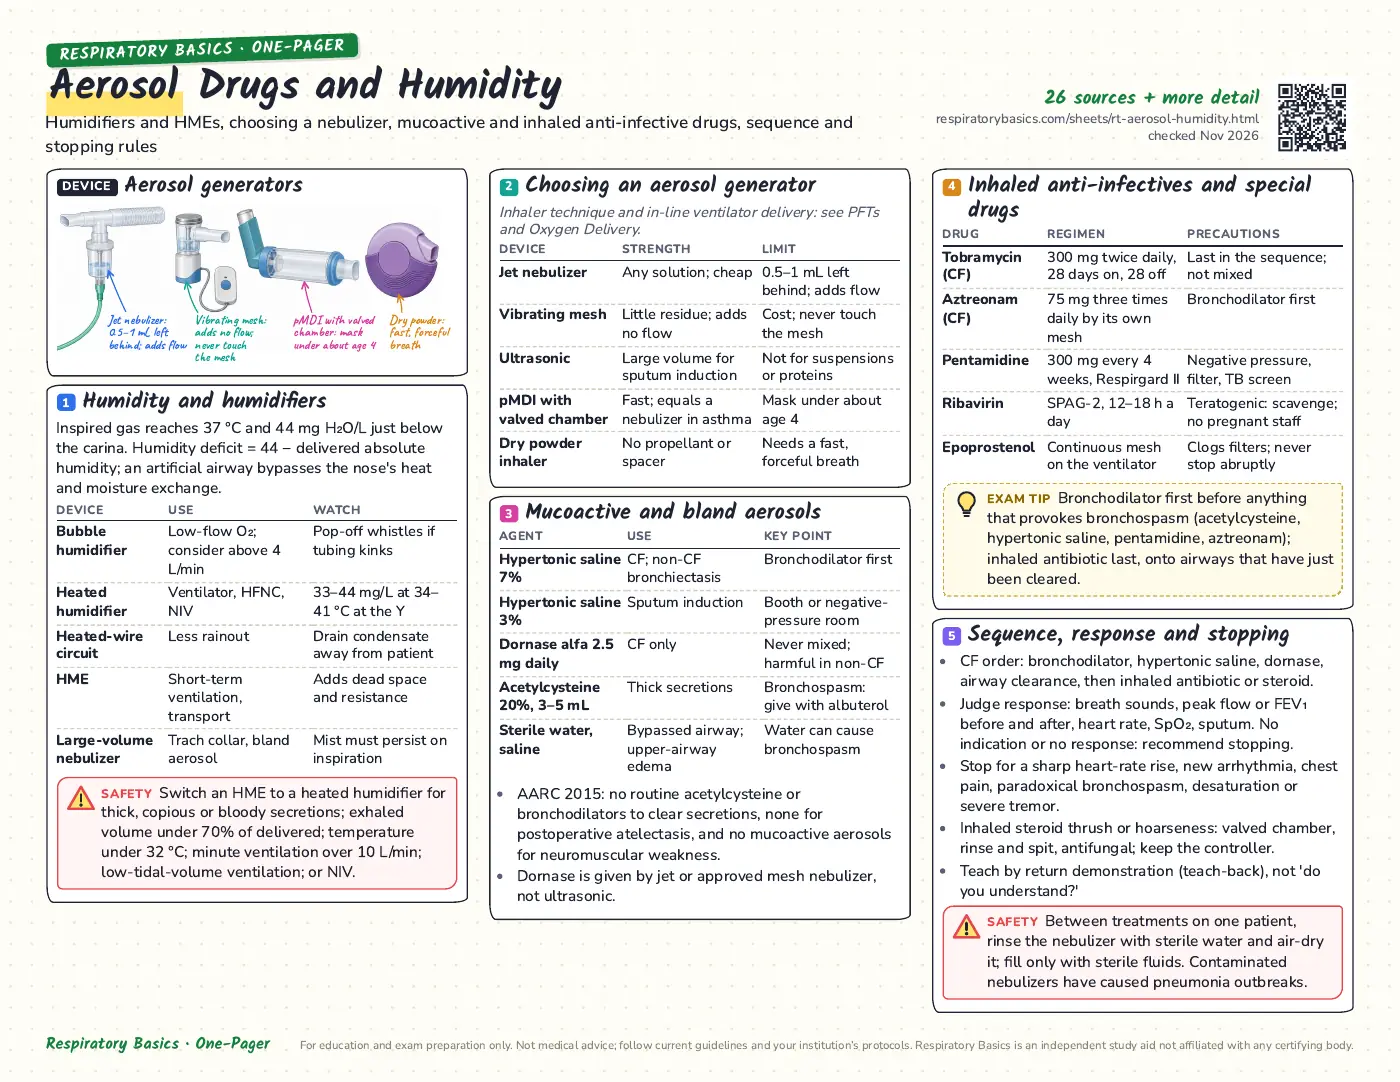 RESPIRATORY BASICS · ONE-PAGER
Aerosol Drugs and Humidity
Humidifiers and HMEs, choosing a nebulizer, mucoactive and inhaled anti-infective drugs, sequence and
stopping rules
26 sources + more detail
respiratorybasics.com/sheets/rt-aerosol-humidity.html
checked Nov 2026
DEVICE Aerosol generators
Jet nebulizer:
0.5–1 mL left
behind; adds flow
Vibrating mesh:
adds no flow;
never touch
the mesh
pMDI with valved
chamber: mask
under about age 4
Dry powder:
fast, forceful
breath
1 Humidity and humidifiers
Inspired gas reaches 37 °C and 44 mg H₂O/L just below
the carina. Humidity deficit = 44 − delivered absolute
humidity; an artificial airway bypasses the nose's heat
and moisture exchange.
DEVICE USE WATCH
Bubble Low-flow O₂; Pop-off whistles if
humidifier consider above 4 tubing kinks
L/min
Heated Ventilator, HFNC, 33–44 mg/L at 34–
humidifier NIV 41 °C at the Y
Heated-wire Less rainout Drain condensate
circuit away from patient
HME Short-term Adds dead space
ventilation, and resistance
transport
Large-volume Trach collar, bland Mist must persist on
nebulizer aerosol inspiration
SAFETY Switch an HME to a heated humidifier for
thick, copious or bloody secretions; exhaled
volume under 70% of delivered; temperature
under 32 °C; minute ventilation over 10 L/min;
low-tidal-volume ventilation; or NIV.
2 Choosing an aerosol generator
Inhaler technique and in-line ventilator delivery: see PFTs
and Oxygen Delivery.
DEVICE STRENGTH LIMIT
Jet nebulizer Any solution; cheap 0.5–1 mL left
behind; adds flow
Vibrating mesh Little residue; adds Cost; never touch
no flow the mesh
Ultrasonic Large volume for Not for suspensions
sputum induction or proteins
pMDI with Fast; equals a Mask under about
valved chamber nebulizer in asthma age 4
Dry powder No propellant or Needs a fast,
inhaler spacer forceful breath
3 Mucoactive and bland aerosols
AGENT USE KEY POINT
Hypertonic saline CF; non-CF Bronchodilator first
7% bronchiectasis
Hypertonic saline Sputum induction Booth or negative-
3% pressure room
Dornase alfa 2.5 CF only Never mixed;
mg daily harmful in non-CF
Acetylcysteine Thick secretions Bronchospasm:
20%, 3–5 mL give with albuterol
Sterile water, Bypassed airway; Water can cause
saline upper-airway bronchospasm
edema
• AARC 2015: no routine acetylcysteine or
bronchodilators to clear secretions, none for
postoperative atelectasis, and no mucoactive aerosols
for neuromuscular weakness.
• Dornase is given by jet or approved mesh nebulizer,
not ultrasonic.
4 Inhaled anti-infectives and special
drugs
DRUG REGIMEN PRECAUTIONS
Tobramycin 300 mg twice daily, Last in the sequence;
(CF) 28 days on, 28 off not mixed
Aztreonam 75 mg three times Bronchodilator first
(CF) daily by its own
mesh
Pentamidine 300 mg every 4 Negative pressure,
weeks, Respirgard II filter, TB screen
Ribavirin SPAG-2, 12–18 h a Teratogenic: scavenge;
day no pregnant staff
Epoprostenol Continuous mesh Clogs filters; never
on the ventilator stop abruptly
EXAM TIP Bronchodilator first before anything
that provokes bronchospasm (acetylcysteine,
hypertonic saline, pentamidine, aztreonam);
inhaled antibiotic last, onto airways that have just
been cleared.
5 Sequence, response and stopping
• CF order: bronchodilator, hypertonic saline, dornase,
airway clearance, then inhaled antibiotic or steroid.
• Judge response: breath sounds, peak flow or FEV₁
before and after, heart rate, SpO₂, sputum. No
indication or no response: recommend stopping.
• Stop for a sharp heart-rate rise, new arrhythmia, chest
pain, paradoxical bronchospasm, desaturation or
severe tremor.
• Inhaled steroid thrush or hoarseness: valved chamber,
rinse and spit, antifungal; keep the controller.
• Teach by return demonstration (teach-back), not 'do
you understand?'
SAFETY Between treatments on one patient,
rinse the nebulizer with sterile water and air-dry
it; fill only with sterile fluids. Contaminated
nebulizers have caused pneumonia outbreaks.
Respiratory Basics · One-Pager
For education and exam preparation only. Not medical advice; follow current guidelines and your institution's protocols. Respiratory Basics is an independent study aid not affiliated with any certifying body.